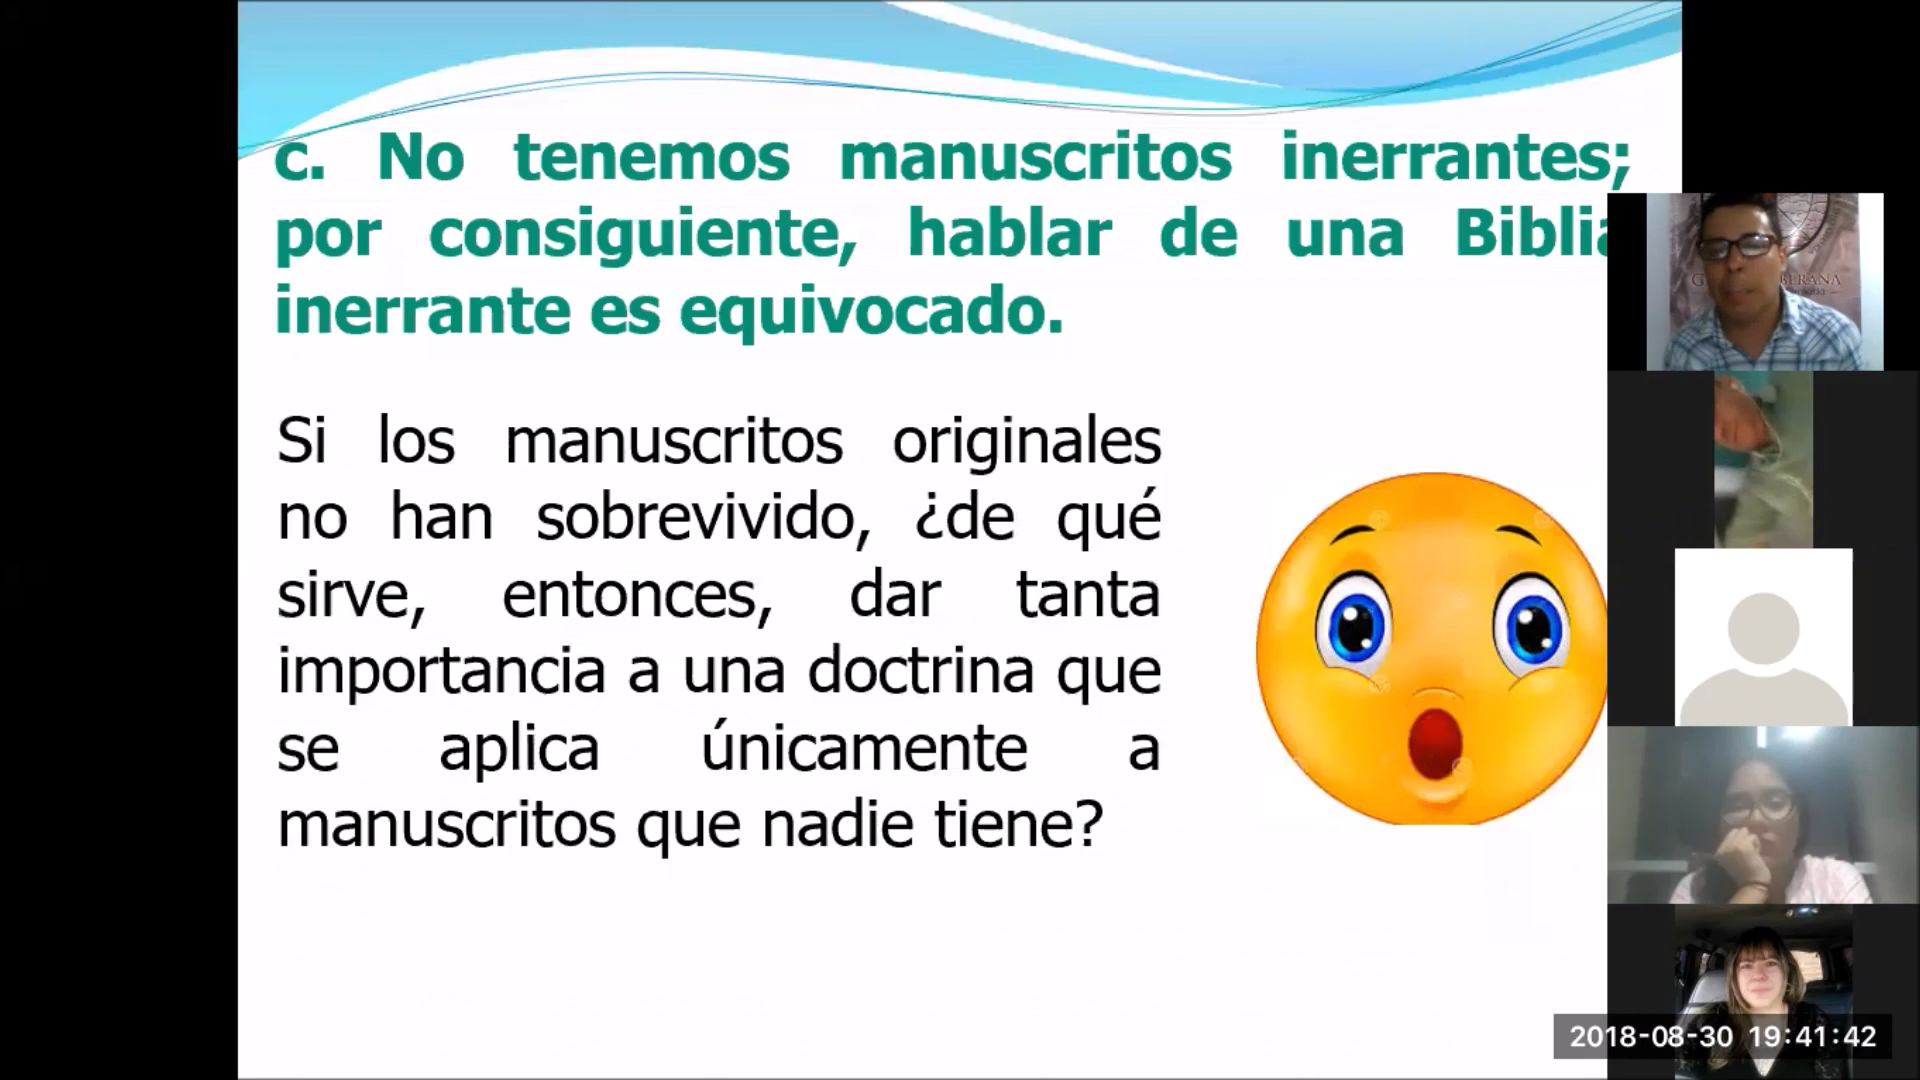 c. No tenemos manuscritos inerrantes;
por consiguiente, hablar de una Biblia
inerrante es equivocado.
Si los manuscritos originales
no han sobrevivido, ¿de qué
sirve, entonces, dar tanta
importancia a una doctrina que
se aplica únicamente a
manuscritos que nadie tiene?
2018-08-30 19:41:42